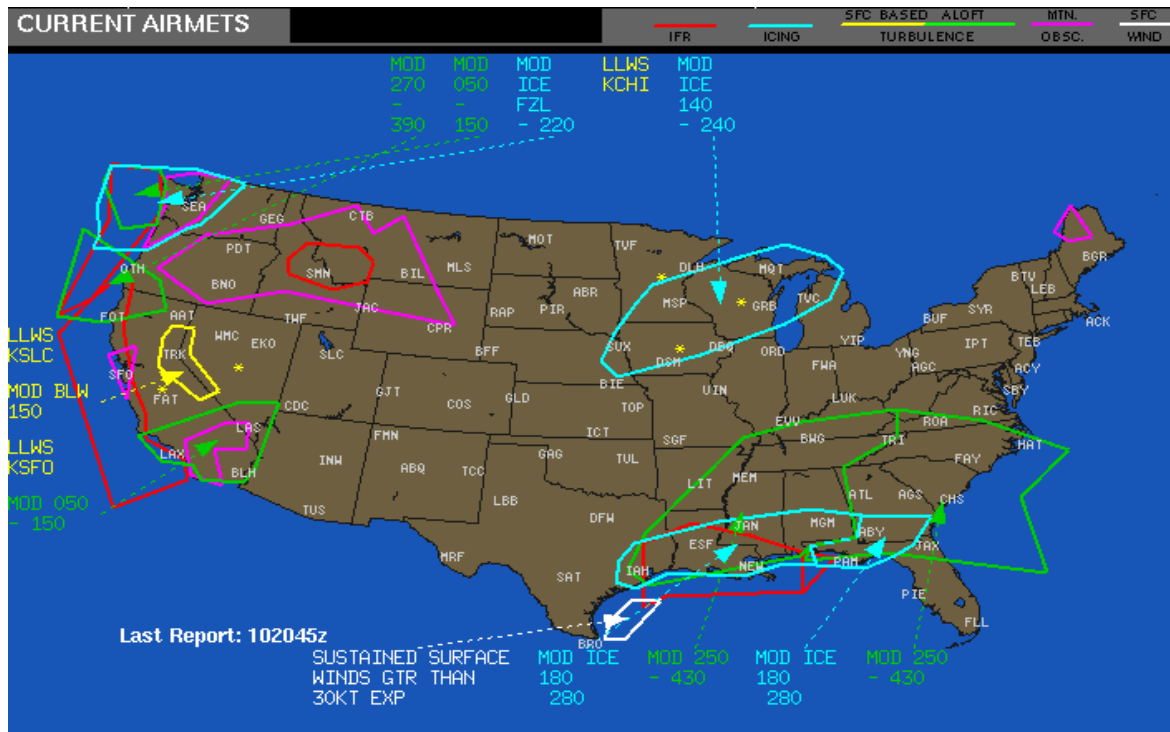 CURRENT AIRMETS
SFC BASED ALOFT MTN. SFC
IFR ICING TURBULENCE OBSC. WIND
MOD MOD MOD LLWS MOD
270 050 ICE KCHI ICE
- - FZL 140
390 150 - 220 - 240
SEA
GEG
CTB
MOT
TVF
DLH
MQT
BGR
PDT
OTH
SMN
BIL
MLS
BTV
LEB
BNO
ABR
MSP
GRB
TVC
JAC
RAP
PIR
SYR
FOT
AAT
TWF
CPR
BUF
ACK
LLWS
KSLC
WMC
EKO
SLC
BFF
SUX
DBQ
ORD
YIP
YNG
IPT
TEB
TRK
DSM
FWA
AGC
ACY
SFO
GJT
BIE
UIN
SBY
MOD BLW
150
FAT
CDC
COS
GLD
TOP
LUK
RIC
LAS
FMN
ICT
SGF
EVV
BWG
TRI
ROA
HAT
LLWS
KSFO
LAX
BLH
INW
ABQ
TCC
GAG
TUL
MEM
FAY
MOD 050
- 150
TUS
LBB
LIT
ATL
AGS
CHS
DFW
JAN
MGM
ABY
MRF
ESF
JAX
SAT
IAH
NEW
PAM
PIE
FLL
BRO
Last Report: 102045z
SUSTAINED SURFACE MOD ICE MOD 250 MOD ICE MOD 250
WINDS GTR THAN 180 - 430 180 - 430
30KT EXP 280 280